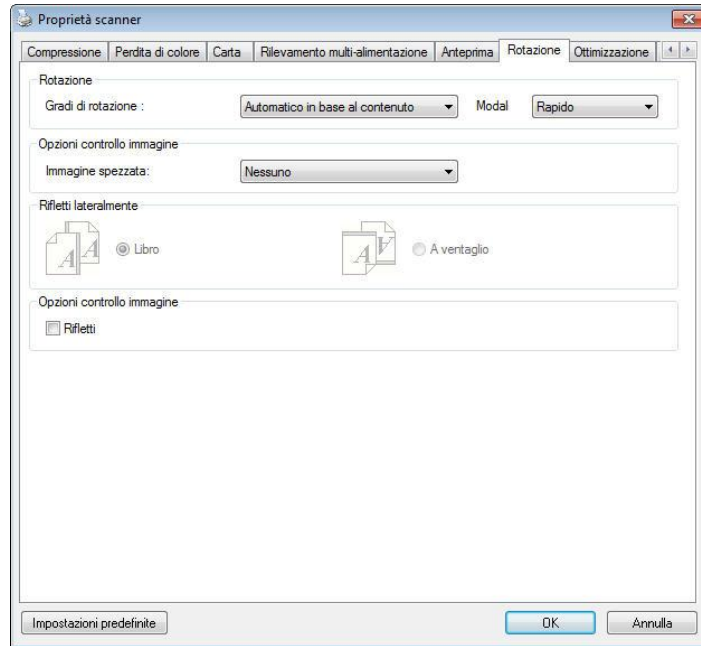 Proprietà scanner
Compressione Perdita di colore Carta Rilevamento multi-alimentazione Anteprima Rotazione Ottimizzazione
Rotazione
Gradi di rotazione : Automatico in base al contenuto Modal Rapido
Opzioni controllo immagine
Immagine spezzata: Nessuno
Rifletti lateralmente
A A Libro A A A ventaglio
Opzioni controllo immagine
Rifletti
Impostazioni predefinite OK Annulla